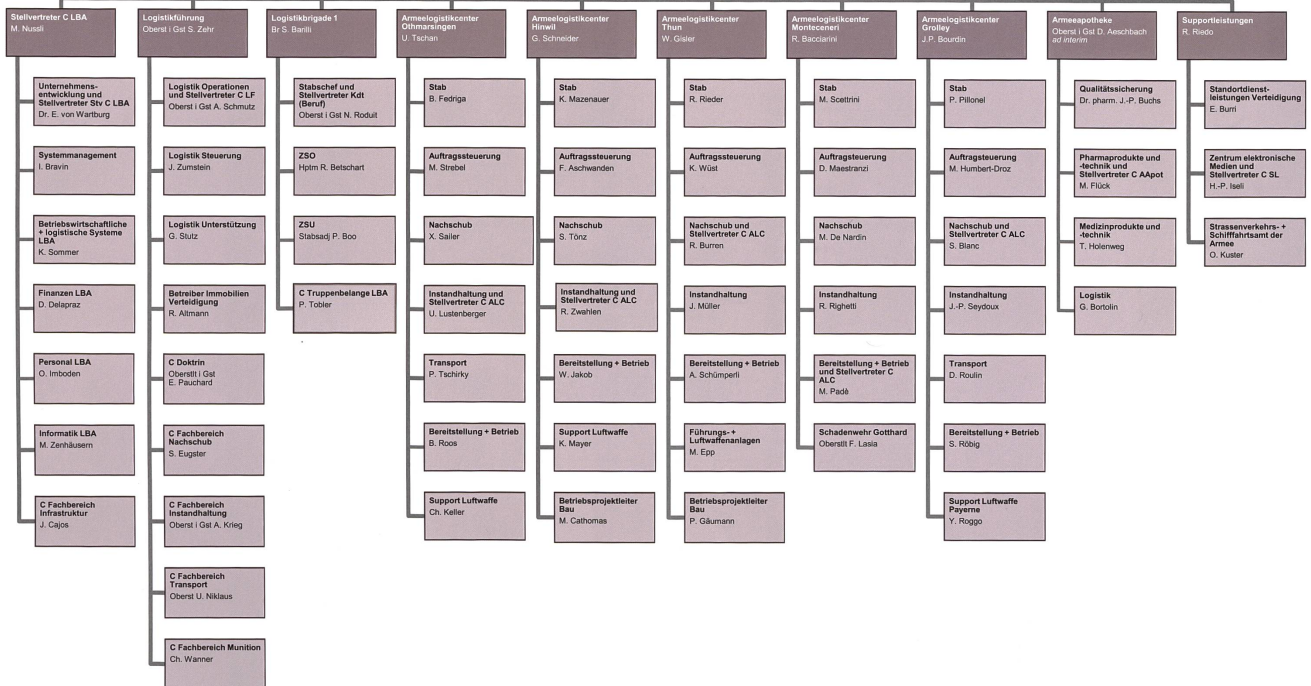 Stellvertreter C LBA
M. Nussli
Unternehmens-
entwicklung und
Stellvertreter Stv C LBA
Dr. E. von Wartburg
Systemmanagement
I. Bravin
Betriebswirtschaftliche
+ logistische Systeme
LBA
K. Sommer
Finanzen LBA
D. Delapraz
Personal LBA
O. Imboden
Informatik LBA
M. Zenhäusern
C Fachbereich
Infrastruktur
J. Cajos
Logistikführung
Oberst i Gst S. Zehr
Logistik Operationen
und Stellvertreter C LF
Oberst i Gst A. Schmutz
Logistik Steuerung
J. Zumstein
Logistik Unterstützung
G. Stutz
Betreiber Immobilien
Verteidigung
R. Altmann
C Doktrin
Oberstlt i Gst
E. Pauchard
C Fachbereich
Nachschub
S. Eugster
C Fachbereich
Instandhaltung
Oberst i Gst A. Krieg
C Fachbereich
Transport
Oberst U. Niklaus
C Fachbereich Munition
Ch. Wanner
Logistikbrigade 1
Br S. Barilli
Stabschef und
Stellvertreter Kdt
(Beruf)
Oberst i Gst N. Roduit
ZSO
Hptm R. Betschart
ZSU
Stabsadj P. Boo
C Truppenbelange LBA
P. Tobler
Armeelogistikcenter
Othmarsingen
U. Tschan
Stab
B. Fedriga
Auftragssteuerung
M. Strebel
Nachschub
X. Sailer
Instandhaltung und
Stellvertreter C ALC
U. Lustenberger
Transport
P. Tschirky
Bereitstellung + Betrieb
B. Roos
Support Luftwaffe
Ch. Keller
Armeelogistikcenter
Hinwil
G. Schneider
Stab
K. Mazenauer
Auftragssteuerung
F. Aschwanden
Nachschub
S. Tönz
Instandhaltung und
Stellvertreter C ALC
R. Zwahlen
Bereitstellung + Betrieb
W. Jakob
Support Luftwaffe
K. Mayer
Betriebsprojektleiter
Bau
M. Cathomas
Armeelogistikcenter
Thun
W. Gisler
Stab
R. Rieder
Auftragssteuerung
K. Wüst
Nachschub und
Stellvertreter C ALC
R. Burren
Instandhaltung
J. Müller
Bereitstellung + Betrieb
A. Schümperli
Führungs- +
Luftwaffenanlagen
M. Epp
Betriebsprojektleiter
Bau
P. Gäumann
Armeelogistikcenter
Monteceneri
R. Bacciarini
Stab
M. Scettrini
Auftragssteuerung
D. Maestranzi
Nachschub
M. De Nardin
Instandhaltung
R. Righetti
Bereitstellung + Betrieb
und Stellvertreter C
ALC
M. Padè
Schadenwehr Gotthard
Oberstlt F. Lasia
Armeelogistikcenter
Grolley
J.P. Bourdin
Stab
P. Pillonel
Auftragsteuerung
M. Humbert-Droz
Nachschub und
Stellvertreter C ALC
S. Blanc
Instandhaltung
J.-P. Seydoux
Transport
D. Roulin
Bereitstellung + Betrieb
S. Röbig
Support Luftwaffe
Payerne
Y. Roggo
Armeeapotheke
Oberst i Gst D. Aeschbach
ad interim
Qualitätssicherung
Dr. pharm. J.-P. Buchs
Pharmaprodukte und
-technik und
Stellvertreter C AApot
M. Flück
Medizinprodukte und
-technik
T. Holenweg
Logistik
G. Bortolin
Supportleistungen
R. Riedo
Standortdienst-
leistungen Verteidigung
E. Burri
Zentrum elektronische
Medien und
Stellvertreter C SL
H.-P. Iseli
Strassenverkehrs- +
Schifffahrtsamt der
Armee
O. Kuster